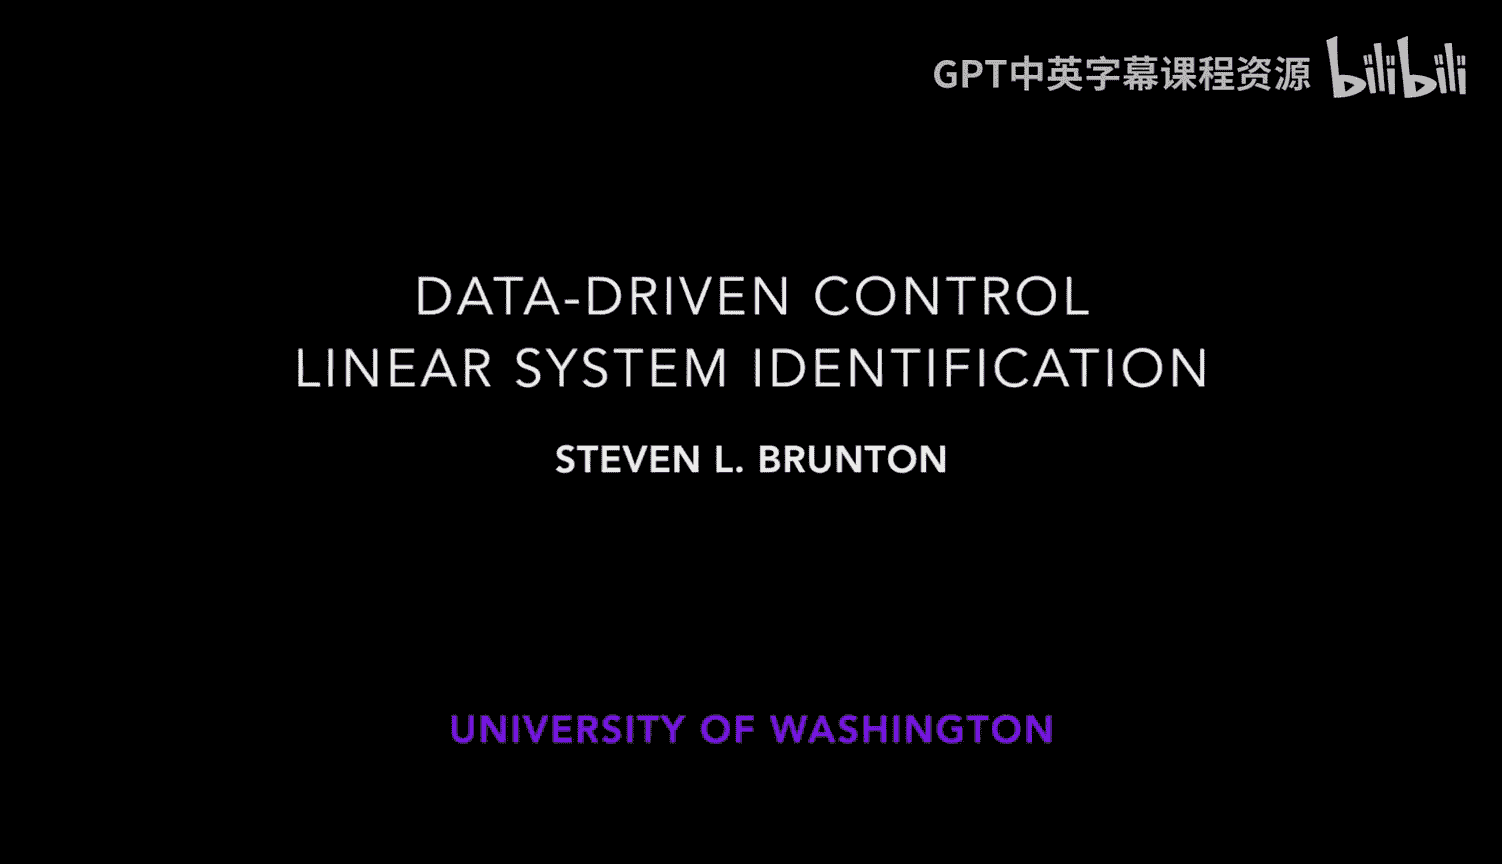 GPT中英字幕课程资源 bilibili
DATA-DRIVEN CONTROL
LINEAR SYSTEM IDENTIFICATION
STEVEN L. BRUNTON
UNIVERSITY OF WASHINGTON